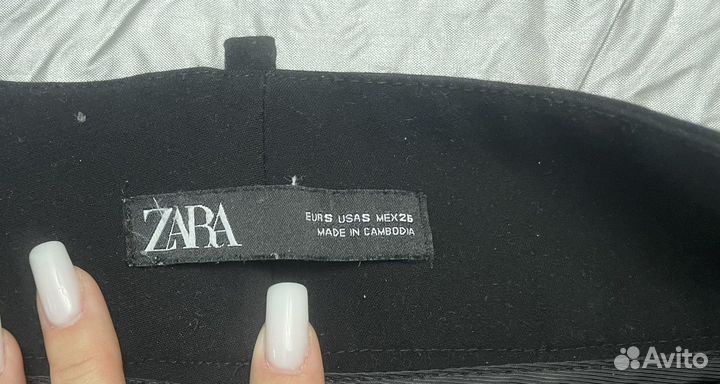 ZARA
EUR S USA S MEX 26
MADE IN CAMBODIA
Avito